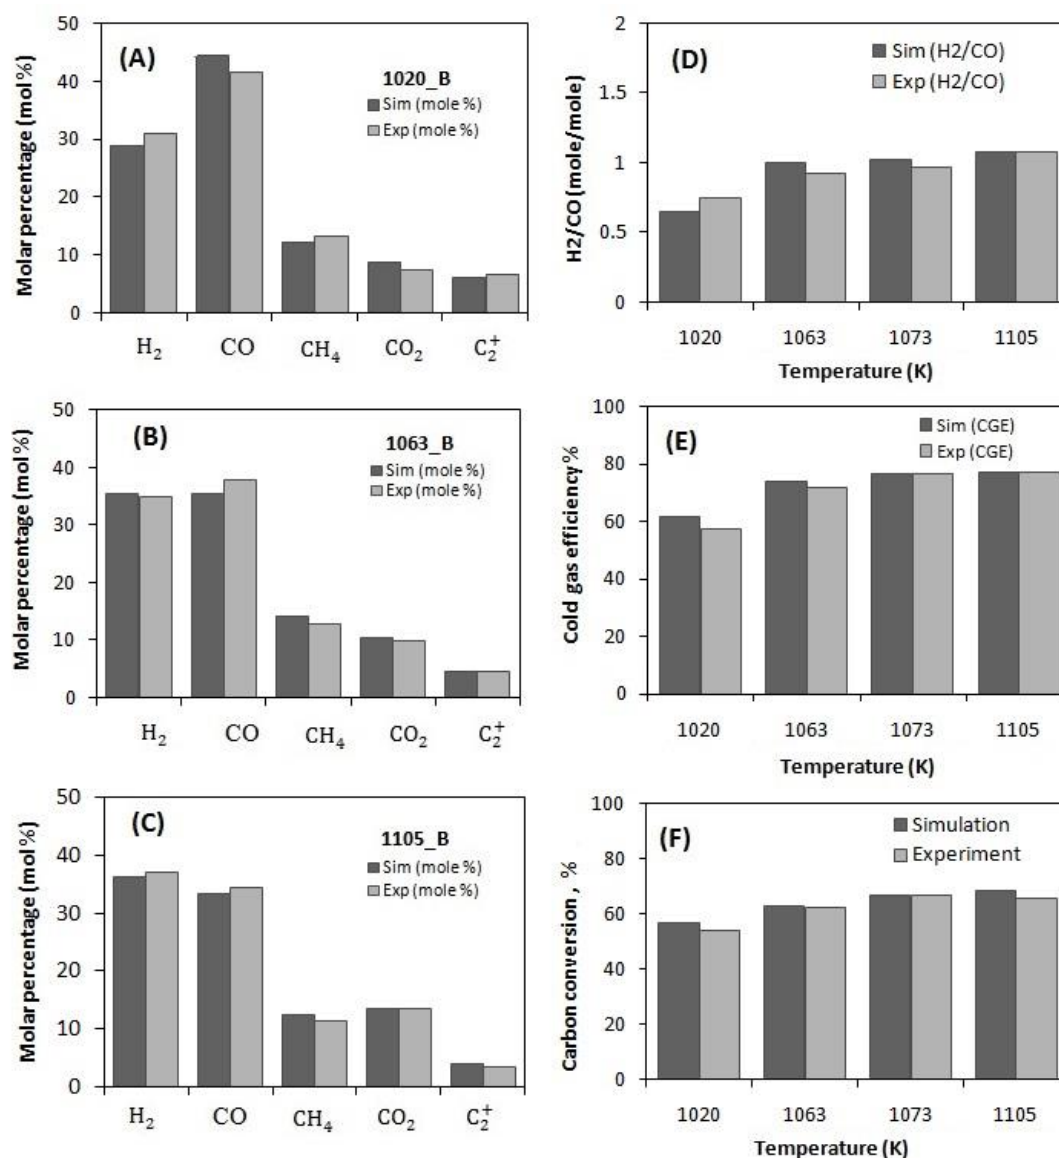 (A)
1020_B
Sim (mole %)
Exp (mole %)
Molar percentage (mol %)
50
40
30
20
10
0
H₂ CO CH₄ CO₂ C₂⁺
(B)
1063_B
Sim (mole %)
Exp (mole %)
Molar percentage (mol %)
50
40
30
20
10
0
H₂ CO CH₄ CO₂ C₂⁺
(C)
1105_B
Sim (mole %)
Exp (mole %)
Molar percentage (mol %)
50
40
30
20
10
0
H₂ CO CH₄ CO₂ C₂⁺
(D)
Sim (H2/CO)
Exp (H2/CO)
H2/CO (mole/mole)
2
1.5
1
0.5
0
1020 1063 1073 1105
Temperature (K)
(E)
Sim (CGE)
Exp (CGE)
Cold gas efficiency%
100
80
60
40
20
0
1020 1063 1073 1105
Temperature (K)
(F)
Simulation
Experiment
Carbon conversion , %
100
80
60
40
20
0
1020 1063 1073 1105
Temperature (K)